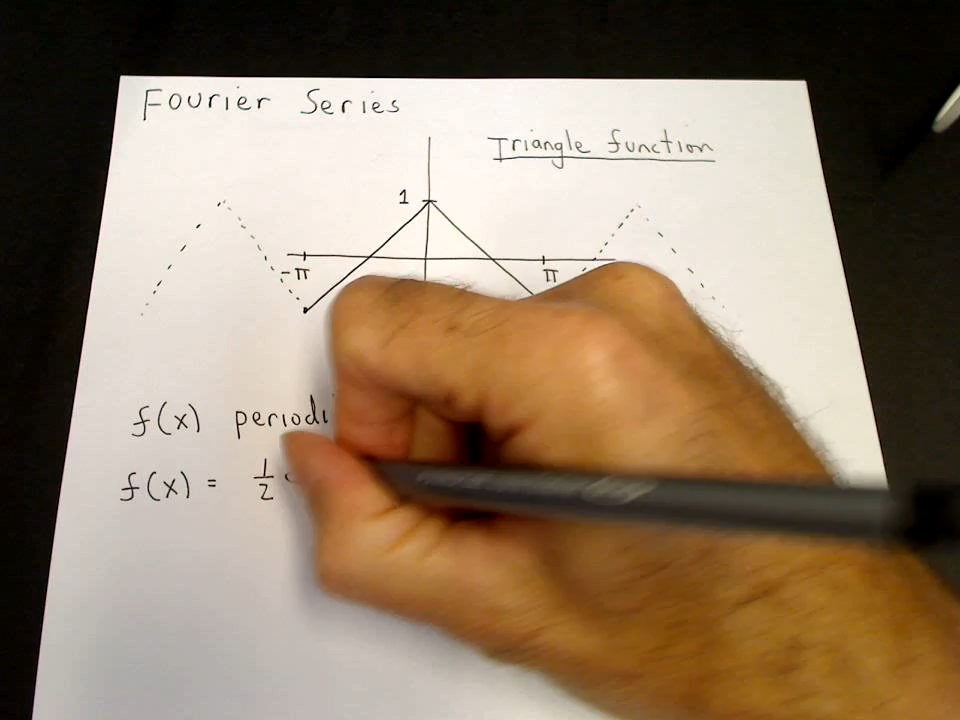 Fourier Series
Triangle function
1
-π π
f(x) periodi
f(x) = 1/2